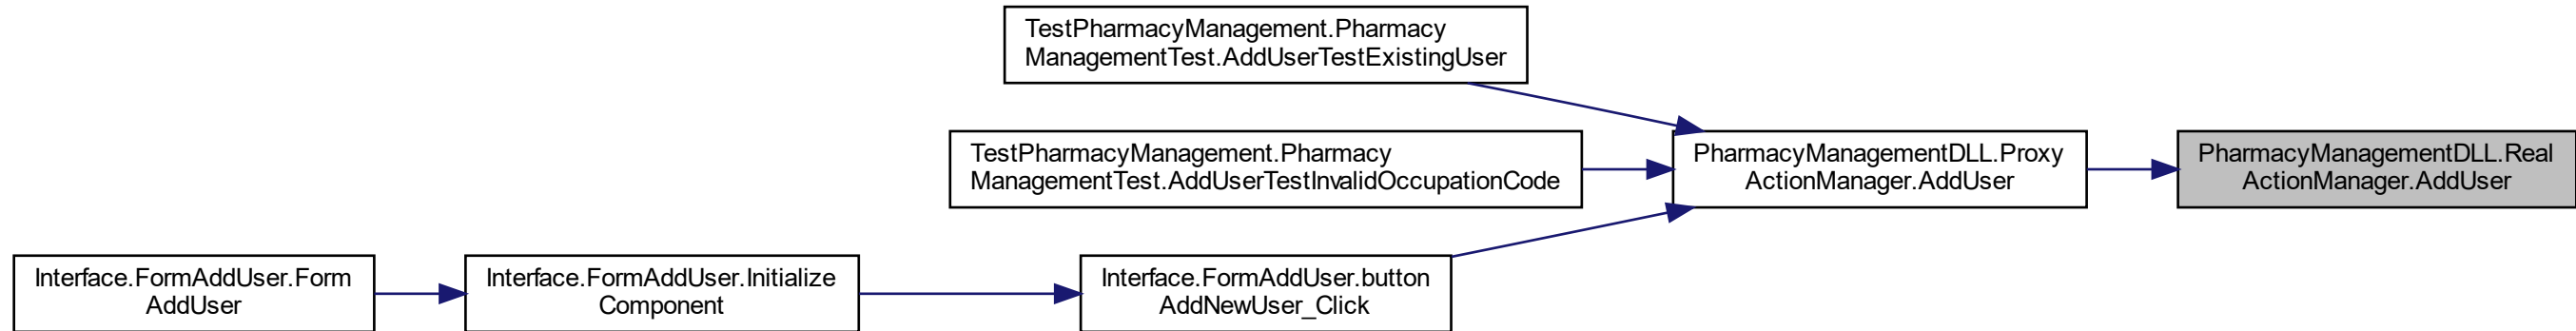 TestPharmacyManagement.Pharmacy
ManagementTest.AddUserTestExistingUser
TestPharmacyManagement.Pharmacy
ManagementTest.AddUserTestInvalidOccupationCode
PharmacyManagementDLL.Proxy
ActionManager.AddUser
PharmacyManagementDLL.Real
ActionManager.AddUser
Interface.FormAddUser.Form
AddUser
Interface.FormAddUser.Initialize
Component
Interface.FormAddUser.button
AddNewUser_Click